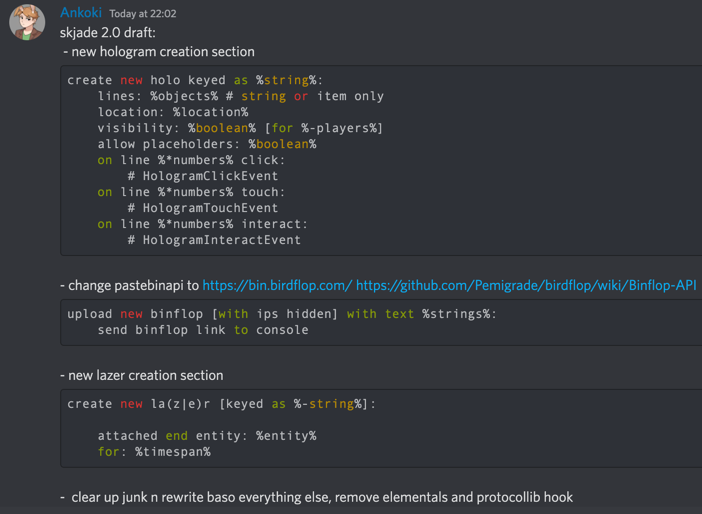 Ankoki Today at 22:02
skjade 2.0 draft:
- new hologram creation section
create new holo keyed as %string%:
    lines: %objects% # string or item only
    location: %location%
    visibility: %boolean% [for %-players%]
    allow placeholders: %boolean%
    on line %*numbers% click:
        # HologramClickEvent
    on line %*numbers% touch:
        # HologramTouchEvent
    on line %*numbers% interact:
        # HologramInteractEvent
- change pastebinapi to https://bin.birdflop.com/ https://github.com/Pemigrade/birdflop/wiki/Binflop-API
upload new binflop [with ips hidden] with text %strings%:
    send binflop link to console
- new lazer creation section
create new la(z|e)r [keyed as %-string%]:
    attached end entity: %entity%
    for: %timespan%
- clear up junk n rewrite baso everything else, remove elementals and protocollib hook